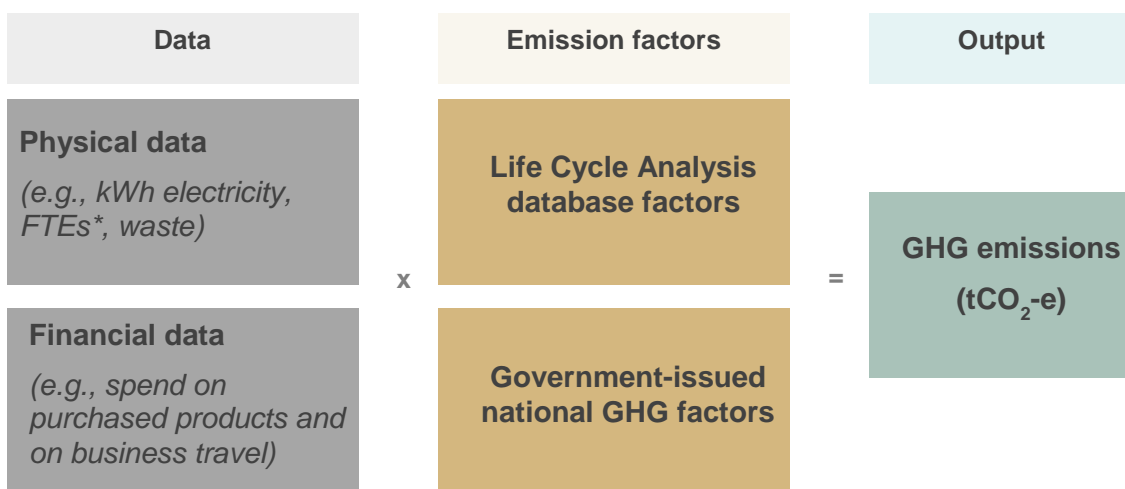 Data
Emission factors
Output
Physical data
(e.g., kWh electricity,
FTEs*, waste)
Financial data
(e.g., spend on
purchased products and
on business travel)
x
Life Cycle Analysis
database factors
Government-issued
national GHG factors
=
GHG emissions
(tCO₂-e)